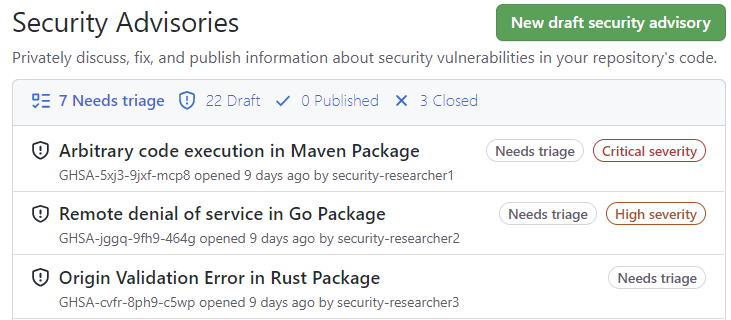 Security Advisories
New draft security advisory
Privately discuss, fix, and publish information about security vulnerabilities in your repository's code.
7 Needs triage 22 Draft 0 Published 3 Closed
Arbitrary code execution in Maven Package Needs triage Critical severity
GHSA-5xj3-9jxf-mcp8 opened 9 days ago by security-researcher1
Remote denial of service in Go Package Needs triage High severity
GHSA-jggq-9fh9-464g opened 9 days ago by security-researcher2
Origin Validation Error in Rust Package Needs triage
GHSA-cvfr-8ph9-c5wp opened 9 days ago by security-researcher3